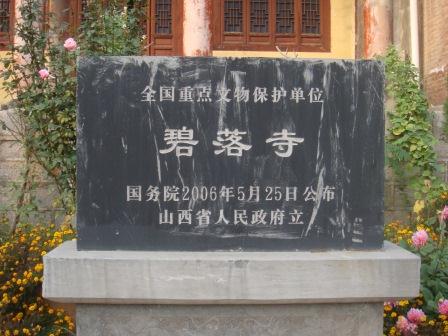 全国重点文物保护单位
碧落寺
国务院2006年5月25日公布
山西省人民政府立